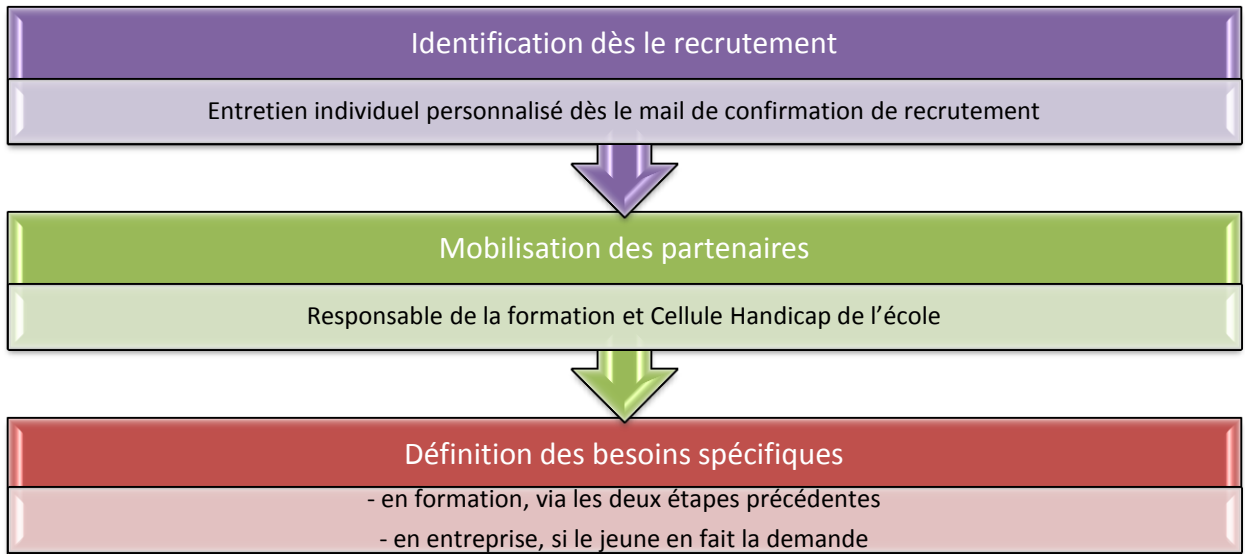 Identification dès le recrutement
Entretien individuel personnalisé dès le mail de confirmation de recrutement
Mobilisation des partenaires
Responsable de la formation et Cellule Handicap de l’école
Définition des besoins spécifiques
- en formation, via les deux étapes précédentes
- en entreprise, si le jeune en fait la demande